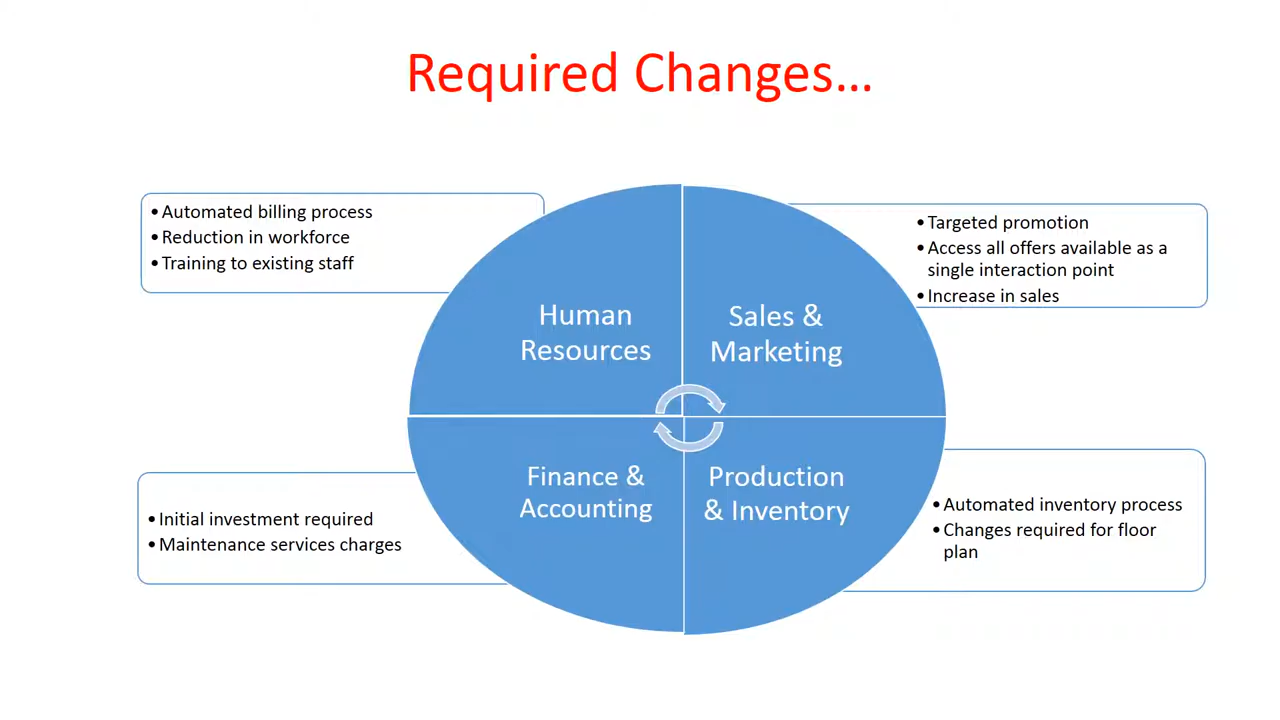 Required Changes...
• Automated billing process
• Reduction in workforce
• Training to existing staff
• Targeted promotion
• Access all offers available as a
single interaction point
• Increase in sales
Human
Resources
Sales &
Marketing
Finance &
Accounting
Production
& Inventory
• Initial investment required
• Maintenance services charges
• Automated inventory process
• Changes required for floor
plan